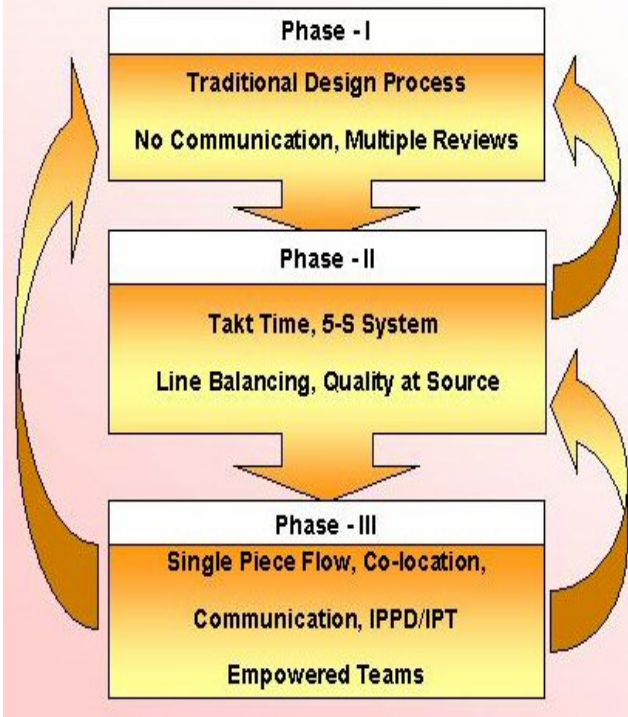 Phase - I
Traditional Design Process
No Communication, Multiple Reviews
Phase - II
Takt Time, 5-S System
Line Balancing, Quality at Source
Phase - III
Single Piece Flow, Co-location,
Communication, IPPD/IPT
Empowered Teams